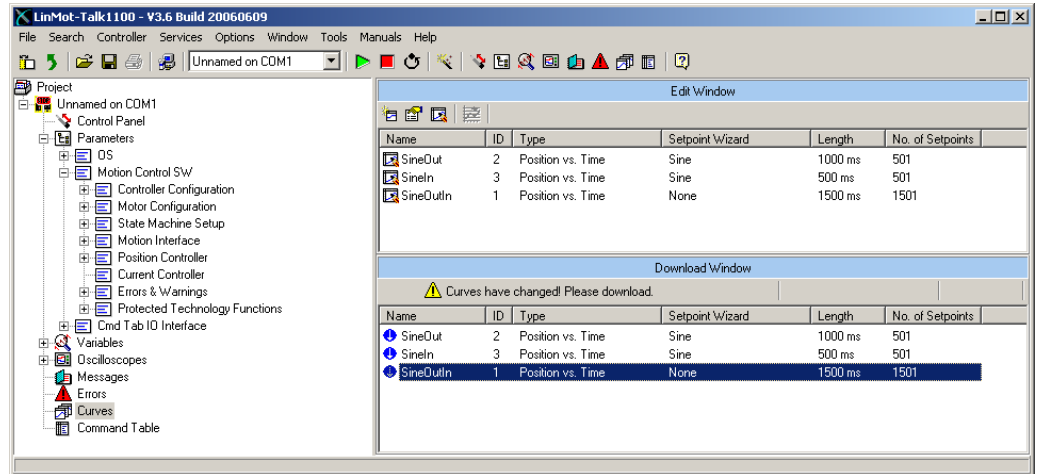 LinMot-Talk1100 - V3.6 Build 20060609
File Search Controller Services Options Window Tools Manuals Help
Unnamed on COM1
Project
Unnamed on COM1
Control Panel
Parameters
OS
Motion Control SW
Controller Configuration
Motor Configuration
State Machine Setup
Motion Interface
Position Controller
Current Controller
Errors & Warnings
Protected Technology Functions
Cmd Tab IO Interface
Variables
Oscilloscopes
Messages
Errors
Curves
Command Table
Edit Window
Name ID Type Setpoint Wizard Length No. of Setpoints
SineOut 2 Position vs. Time Sine 1000 ms 501
SineIn 3 Position vs. Time Sine 500 ms 501
SineOutIn 1 Position vs. Time None 1500 ms 1501
Download Window
Curves have changed! Please download.
Name ID Type Setpoint Wizard Length No. of Setpoints
SineOut 2 Position vs. Time Sine 1000 ms 501
SineIn 3 Position vs. Time Sine 500 ms 501
SineOutIn 1 Position vs. Time None 1500 ms 1501